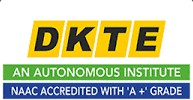 DKTE
AN AUTONOMOUS INSTITUTE
NAAC ACCREDITED WITH 'A +' GRADE